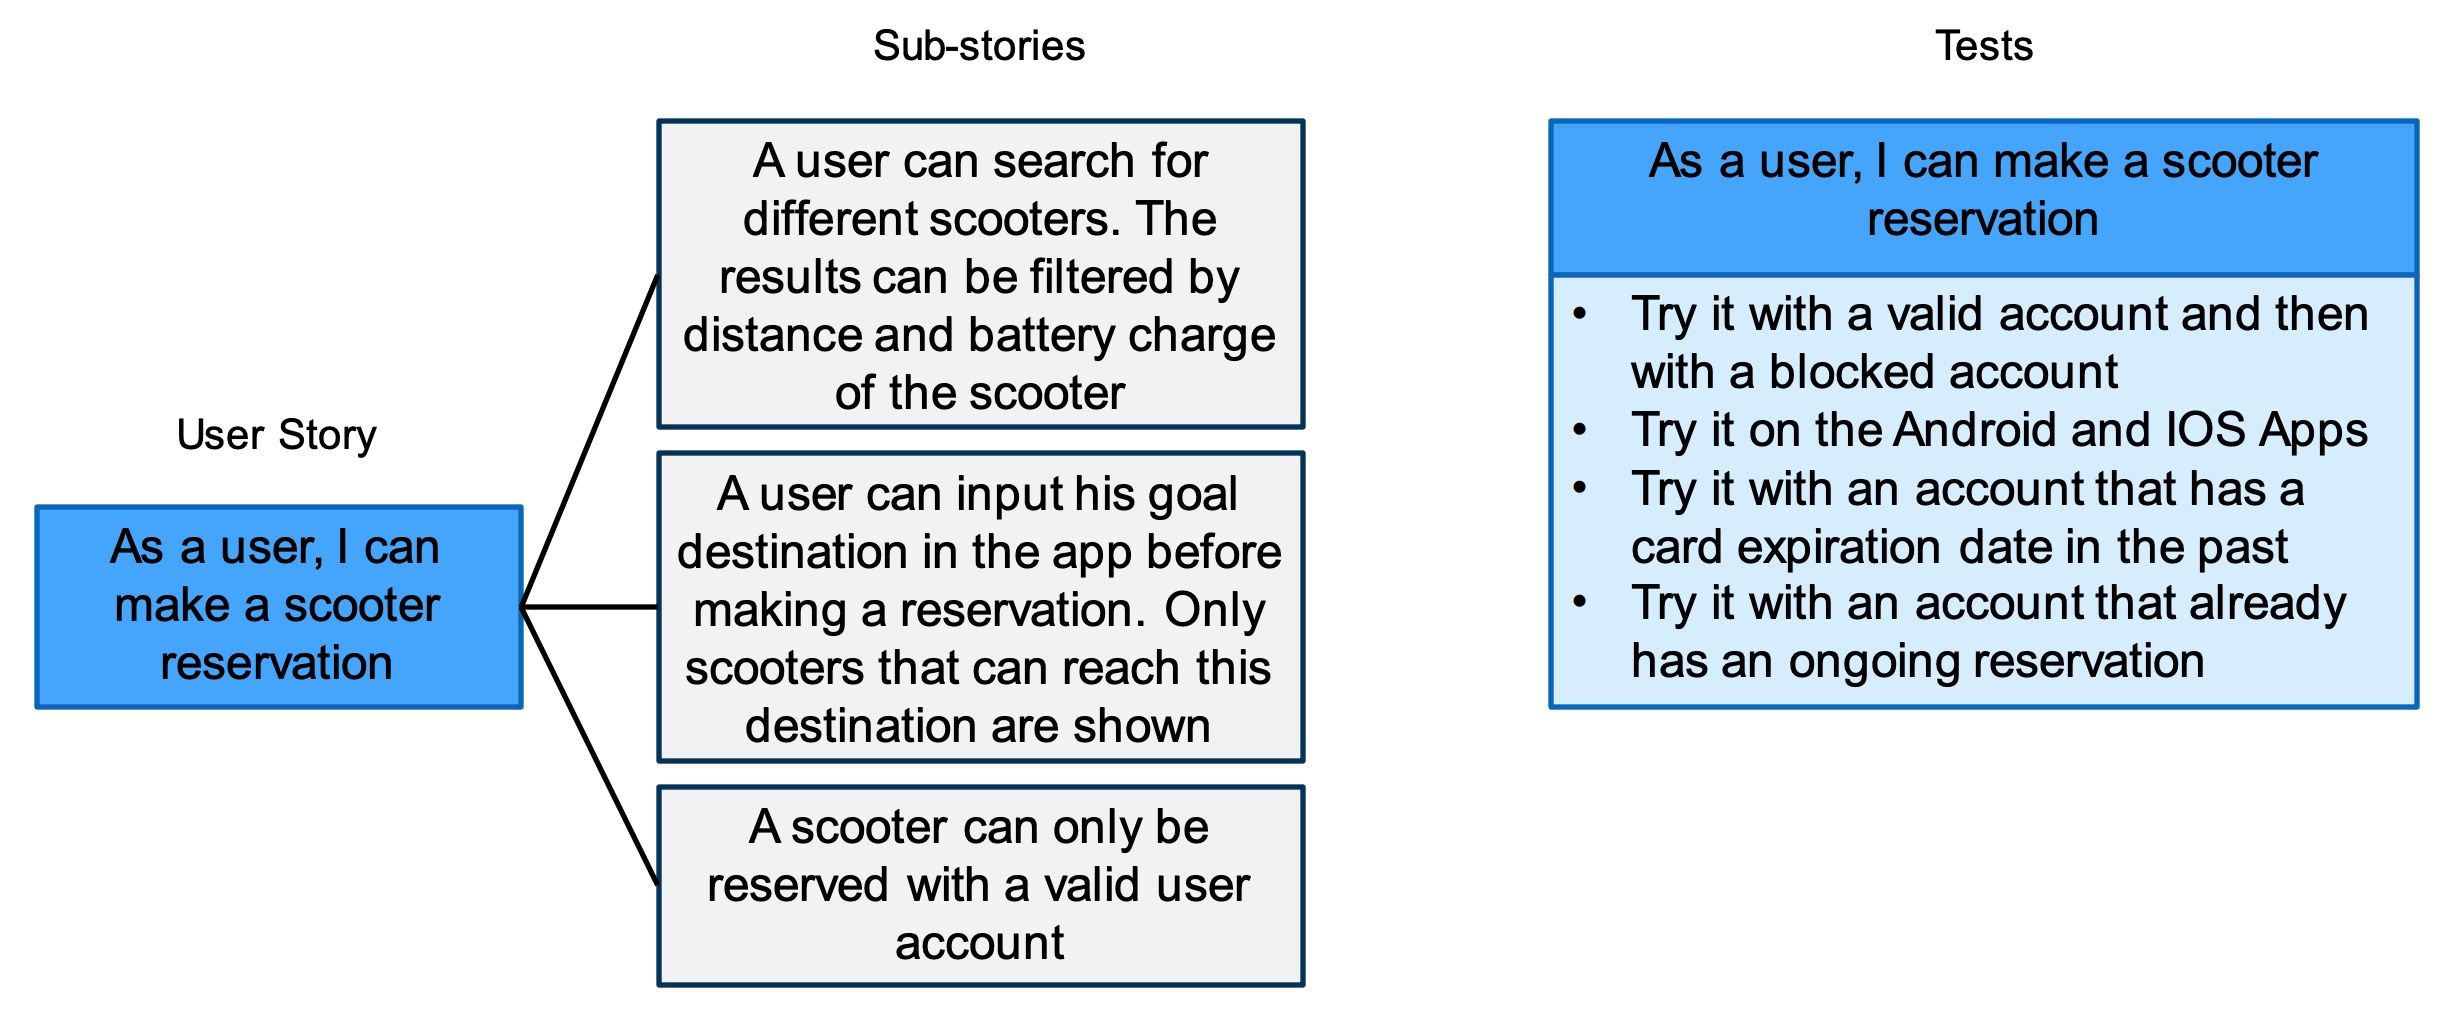 User Story
As a user, I can
make a scooter
reservation
Sub-stories
A user can search for
different scooters. The
results can be filtered by
distance and battery charge
of the scooter
A user can input his goal
destination in the app before
making a reservation. Only
scooters that can reach this
destination are shown
A scooter can only be
reserved with a valid user
account
Tests
As a user, I can make a scooter
reservation
• Try it with a valid account and then
with a blocked account
• Try it on the Android and IOS Apps
• Try it with an account that has a
card expiration date in the past
• Try it with an account that already
has an ongoing reservation